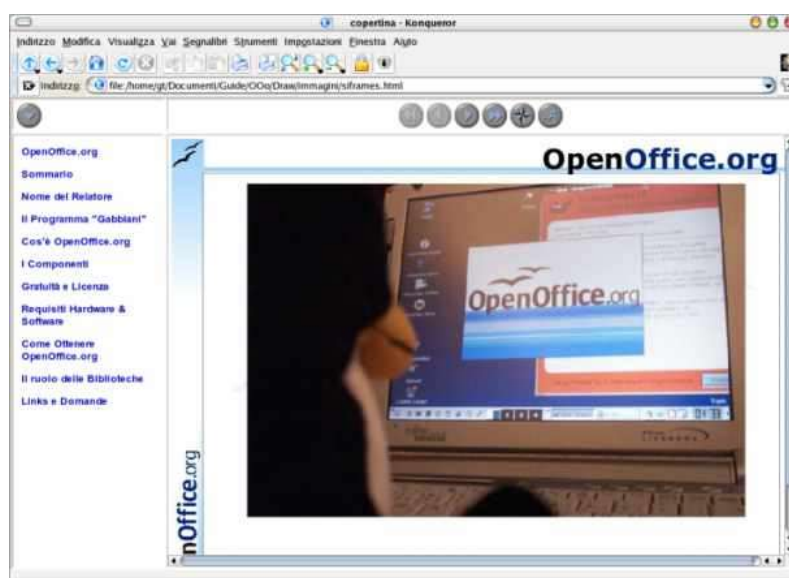 copertina - Konqueror
Indirizzo Modifica Visualizza Vai Segnalibri Strumenti Impostazioni Finestra Aiuto
Indirizzo: file:/home/gt/Documenti/Guide/OOo/Draw/Immagini/siframes.html
OpenOffice.org
OpenOffice.org
Sommario
Nome del Relatore
Il Programma "Gabbiani"
Cos'è OpenOffice.org
I Componenti
Gratuità e Licenza
Requisiti Hardware &
Software
Come Ottenere
OpenOffice.org
Il ruolo delle Biblioteche
Links e Domande
OpenOffice.org
nOffice.org